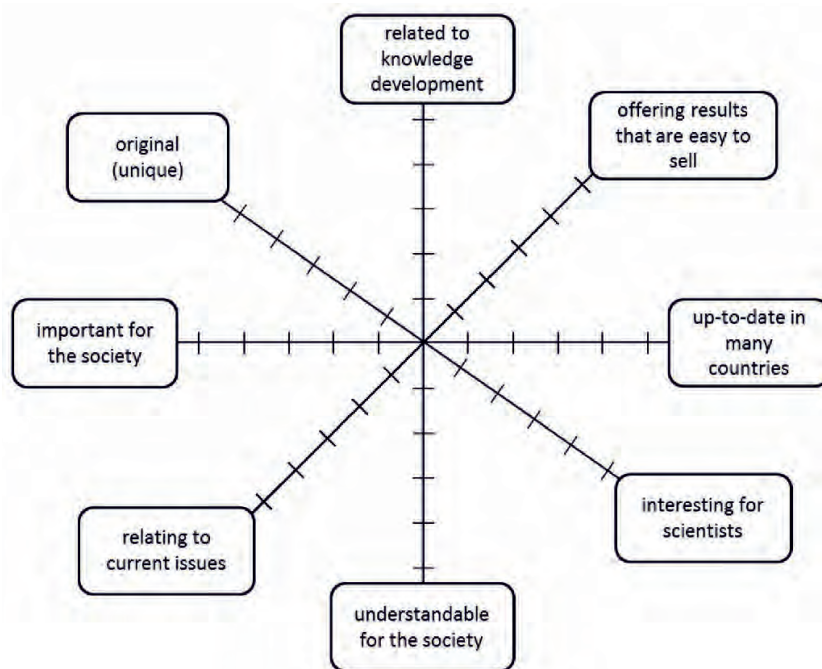 related to
knowledge
development
offering results
that are easy to
sell
original
(unique)
important for
the society
up-to-date in
many
countries
interesting for
scientists
relating to
current issues
understandable
for the society